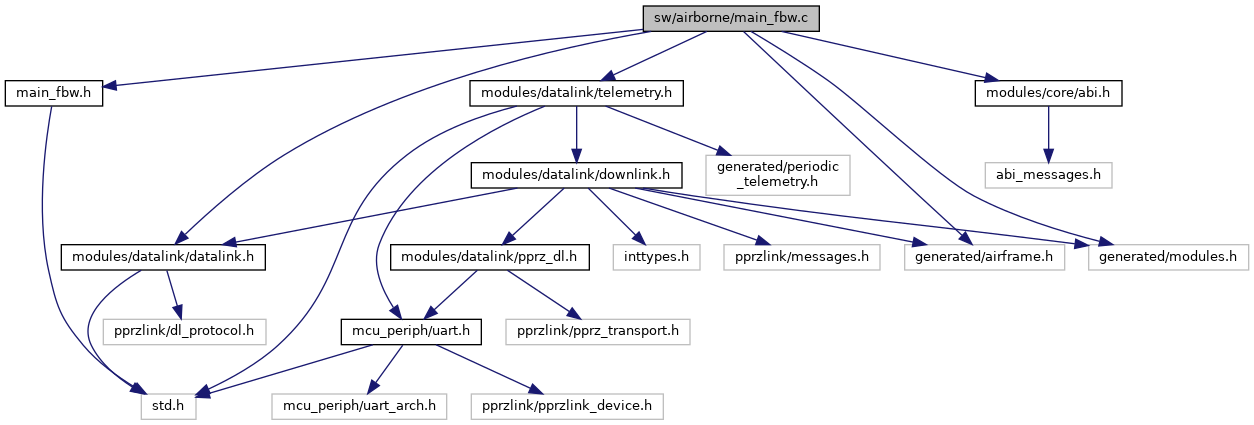 sw/airborne/main_fbw.c
main_fbw.h
modules/datalink/telemetry.h
modules/core/abi.h
generated/periodic
_telemetry.h
modules/datalink/downlink.h
abi_messages.h
modules/datalink/datalink.h
modules/datalink/pprz_dl.h
inttypes.h
pprzlink/messages.h
generated/airframe.h
generated/modules.h
pprzlink/dl_protocol.h
mcu_periph/uart.h
pprzlink/pprz_transport.h
std.h
mcu_periph/uart_arch.h
pprzlink/pprzlink_device.h